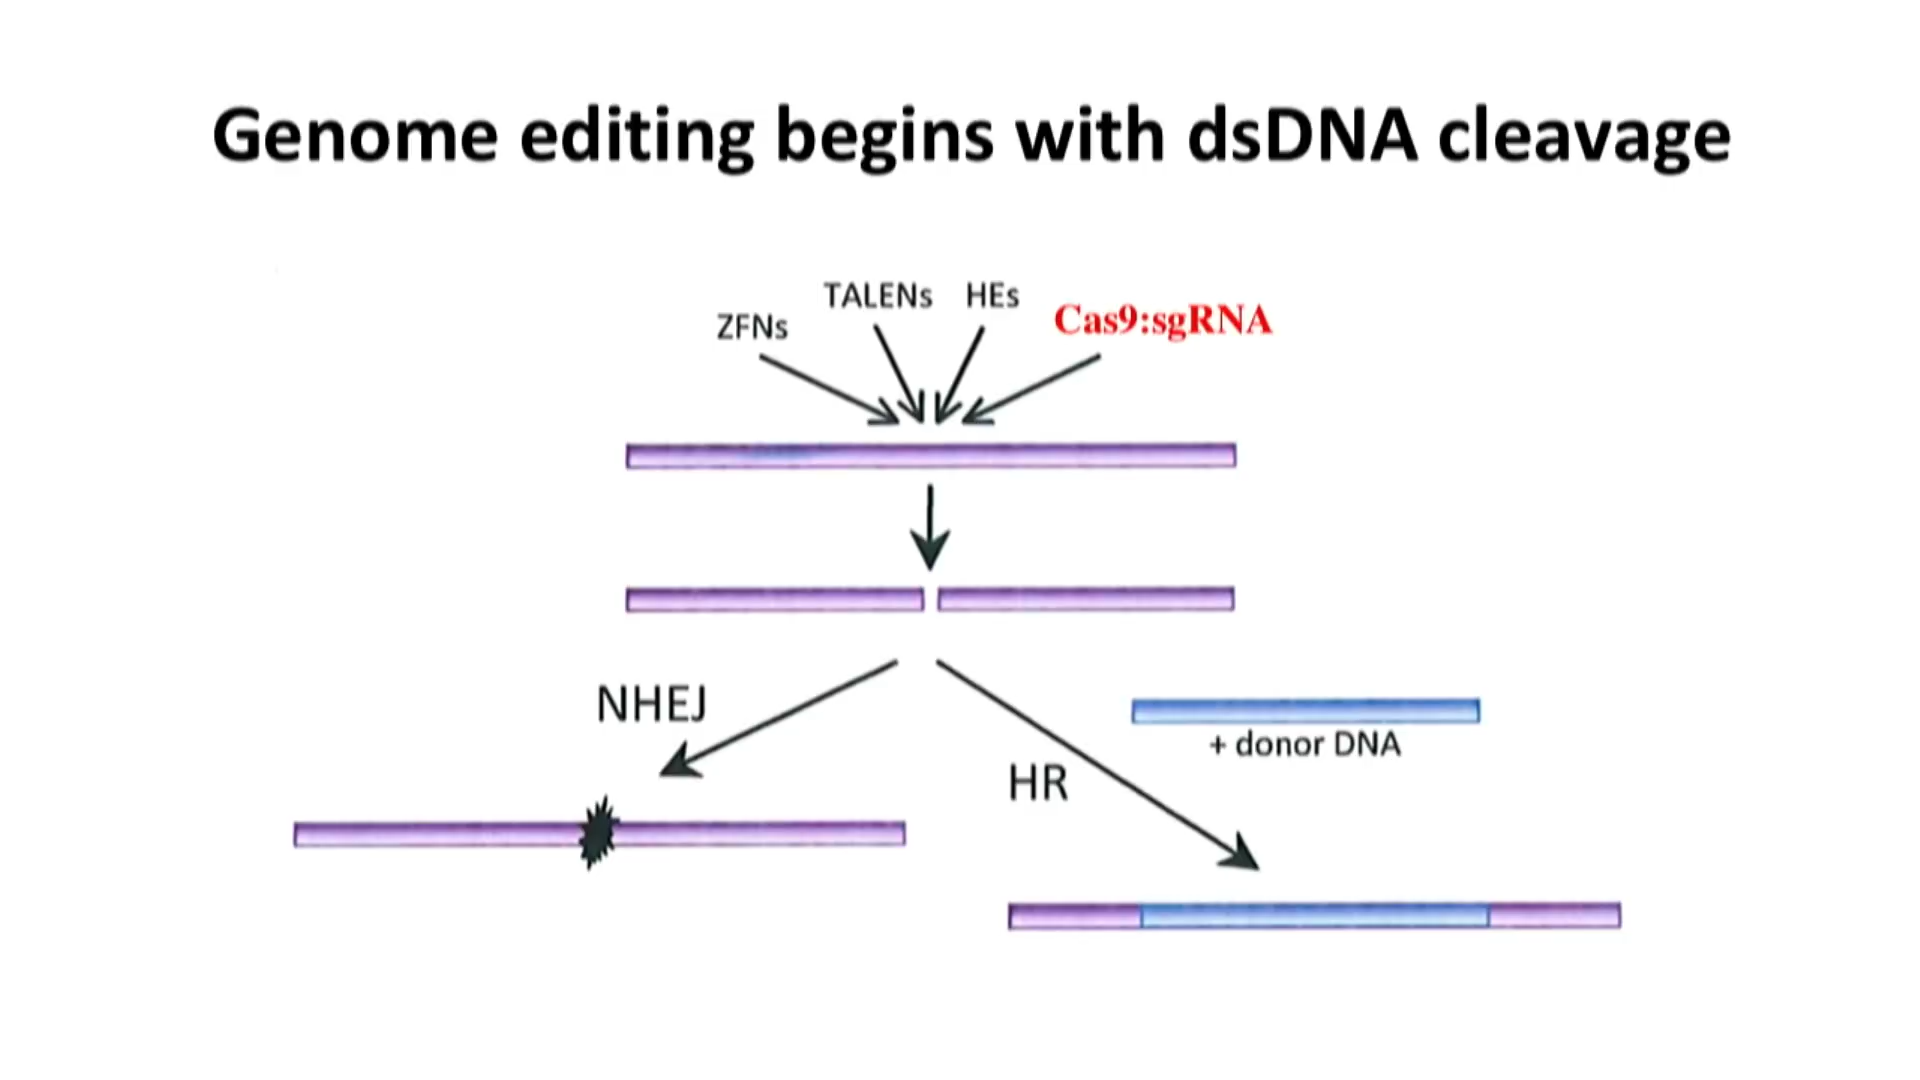 Genome editing begins with dsDNA cleavage
ZFNs
TALENs
HEs
Cas9:sgRNA
NHEJ
HR
+ donor DNA